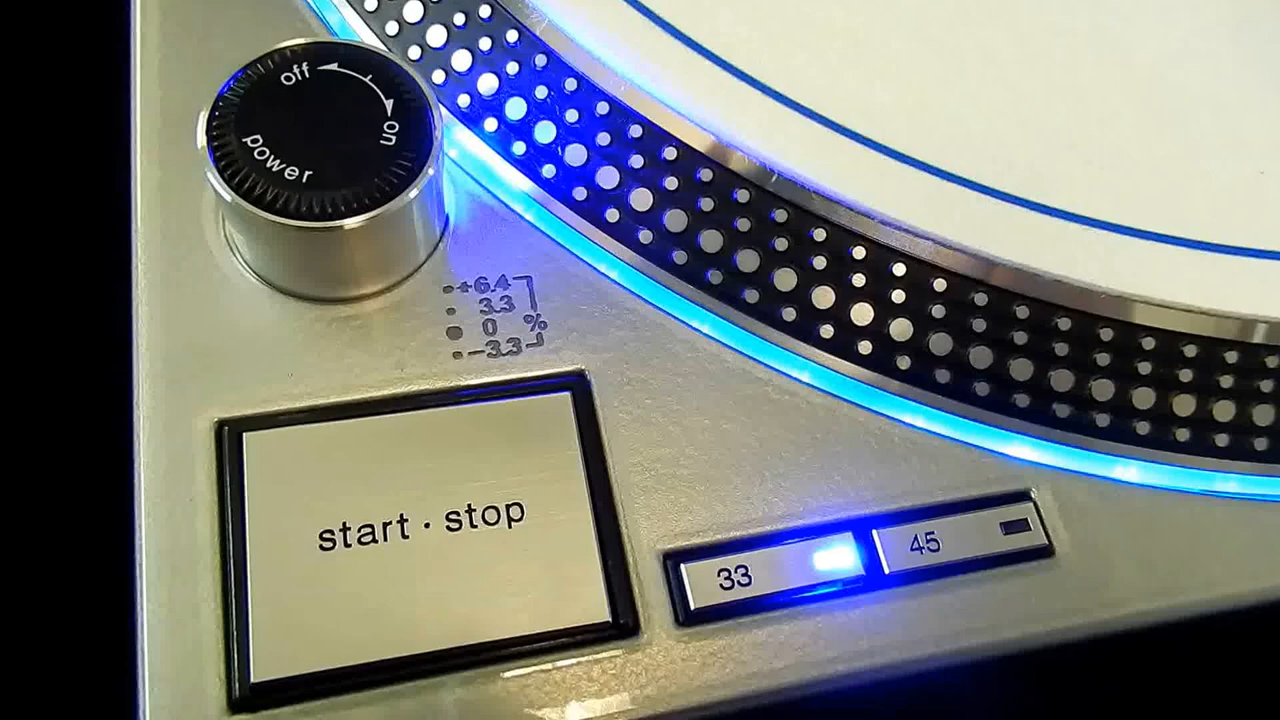 off
on
power
+6.4
3.3
0 %
−3.3
start · stop
33
45